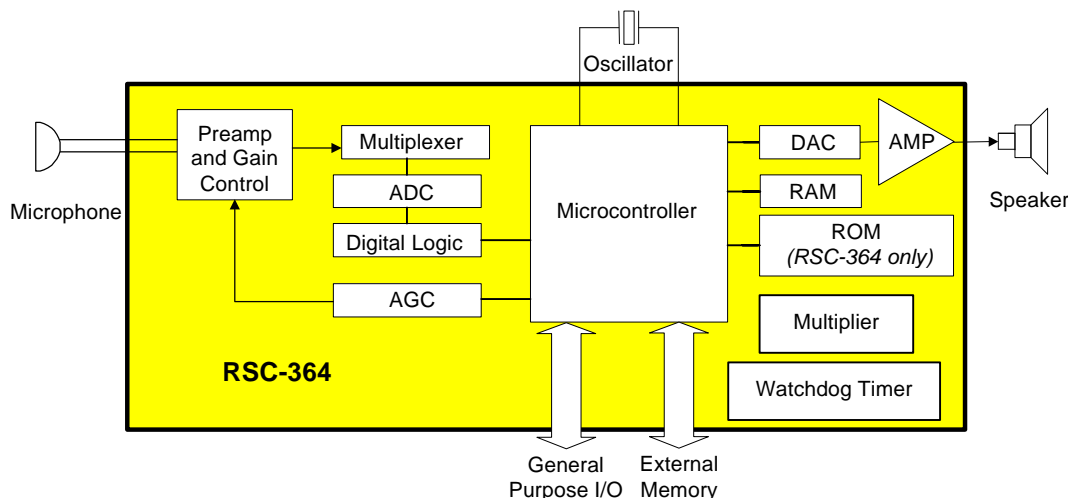 Oscillator
Preamp
and Gain
Control
Multiplexer
ADC
Digital Logic
AGC
Microphone
Microcontroller
DAC
AMP
RAM
ROM
(RSC-364 only)
Speaker
Multiplier
Watchdog Timer
RSC-364
General
Purpose I/O
External
Memory